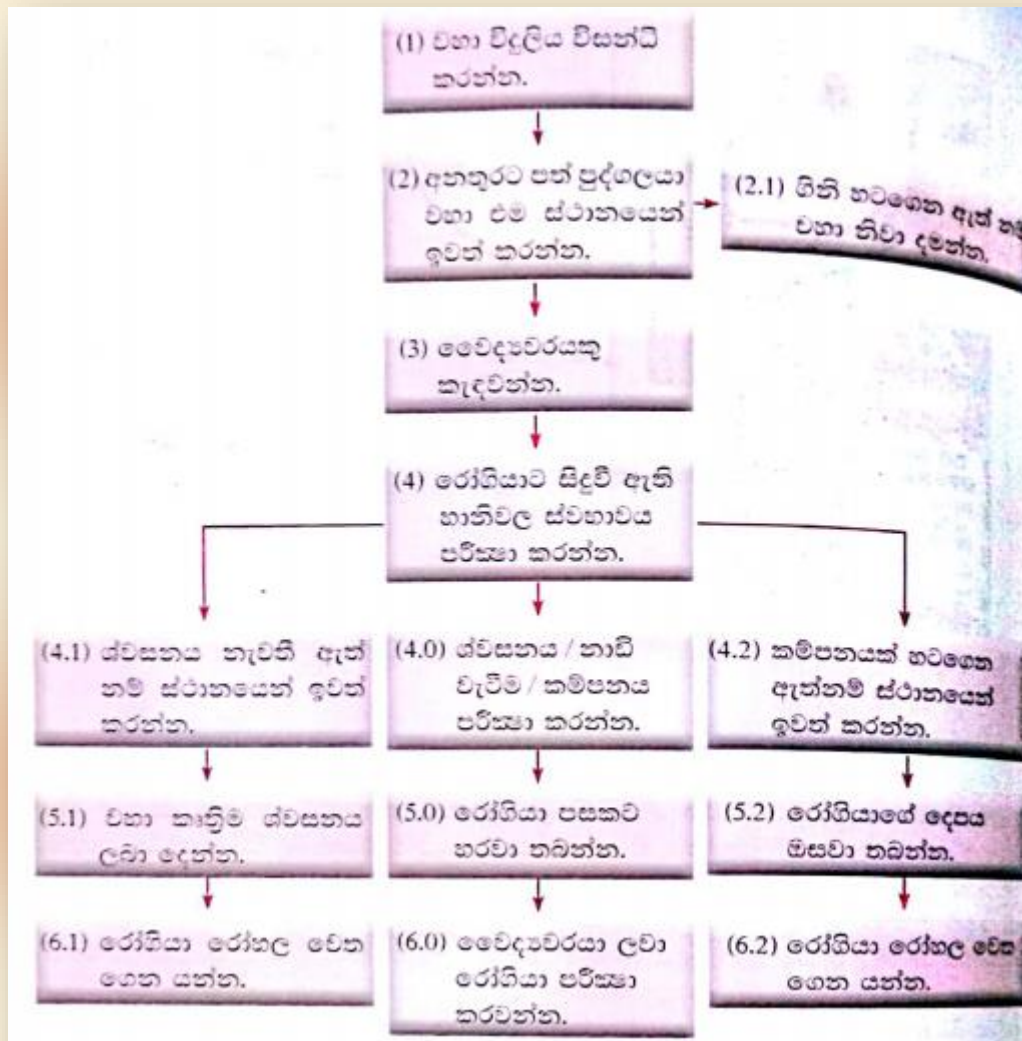 (1) වහා විදුලිය විසන්ධි
කරන්න.
(2) අනතුරට පත් පුද්ගලයා
වහා එම ස්ථානයෙන්
ඉවත් කරන්න.
(2.1) ගිනි හටගෙන ඇත් නම්
වහා නිවා දමන්න.
(3) වෛද්‍යවරයකු
කැඳවන්න.
(4) රෝගියාට සිදුවී ඇති
හානිවල ස්වභාවය
පරීක්‍ෂා කරන්න.
(4.1) ශ්වසනය නැවතී ඇත්
නම් ස්ථානයෙන් ඉවත්
කරන්න.
(4.0) ශ්වසනය / නාඩි
වැටීම / කම්පනය
පරීක්‍ෂා කරන්න.
(4.2) කම්පනයක් හටගෙන
ඇත්නම් ස්ථානයෙන්
ඉවත් කරන්න.
(5.1) වහා කෘත්‍රිම ශ්වසනය
ලබා දෙන්න.
(5.0) රෝගියා පසකට
හරවා තබන්න.
(5.2) රෝගියාගේ දෙපය
ඔසවා තබන්න.
(6.1) රෝගියා රෝහල වෙත
ගෙන යන්න.
(6.0) වෛද්‍යවරයා ලවා
රෝගියා පරීක්‍ෂා
කරවන්න.
(6.2) රෝගියා රෝහල වෙත
ගෙන යන්න.